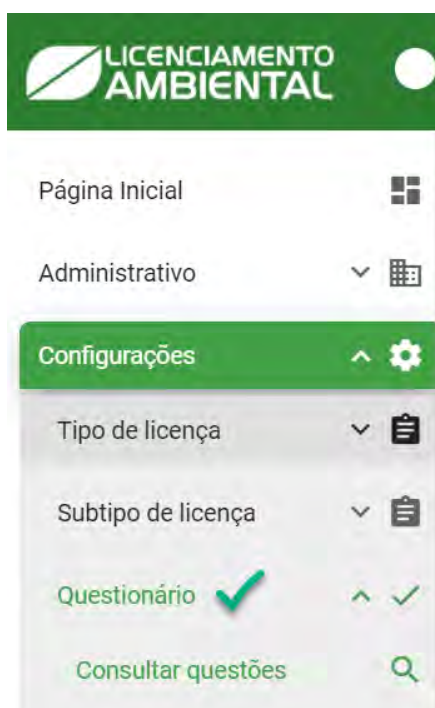 LICENCIAMENTO
AMBIENTAL
Página Inicial
Administrativo
Configurações
Tipo de licença
Subtipo de licença
Questionário
Consultar questões